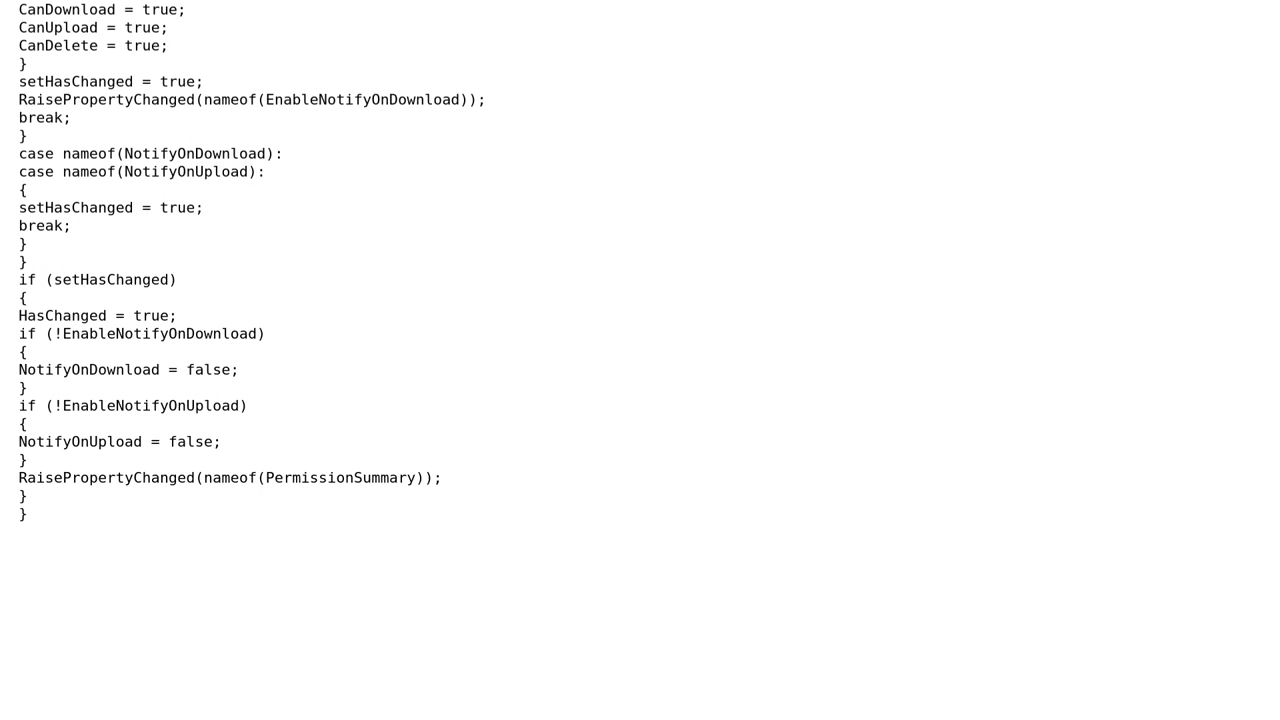 CanDownload = true;
CanUpload = true;
CanDelete = true;
}
setHasChanged = true;
RaisePropertyChanged(nameof(EnableNotifyOnDownload));
break;
}
case nameof(NotifyOnDownload):
case nameof(NotifyOnUpload):
{
setHasChanged = true;
break;
}
}
if (setHasChanged)
{
HasChanged = true;
if (!EnableNotifyOnDownload)
{
NotifyOnDownload = false;
}
if (!EnableNotifyOnUpload)
{
NotifyOnUpload = false;
}
RaisePropertyChanged(nameof(PermissionSummary));
}
}